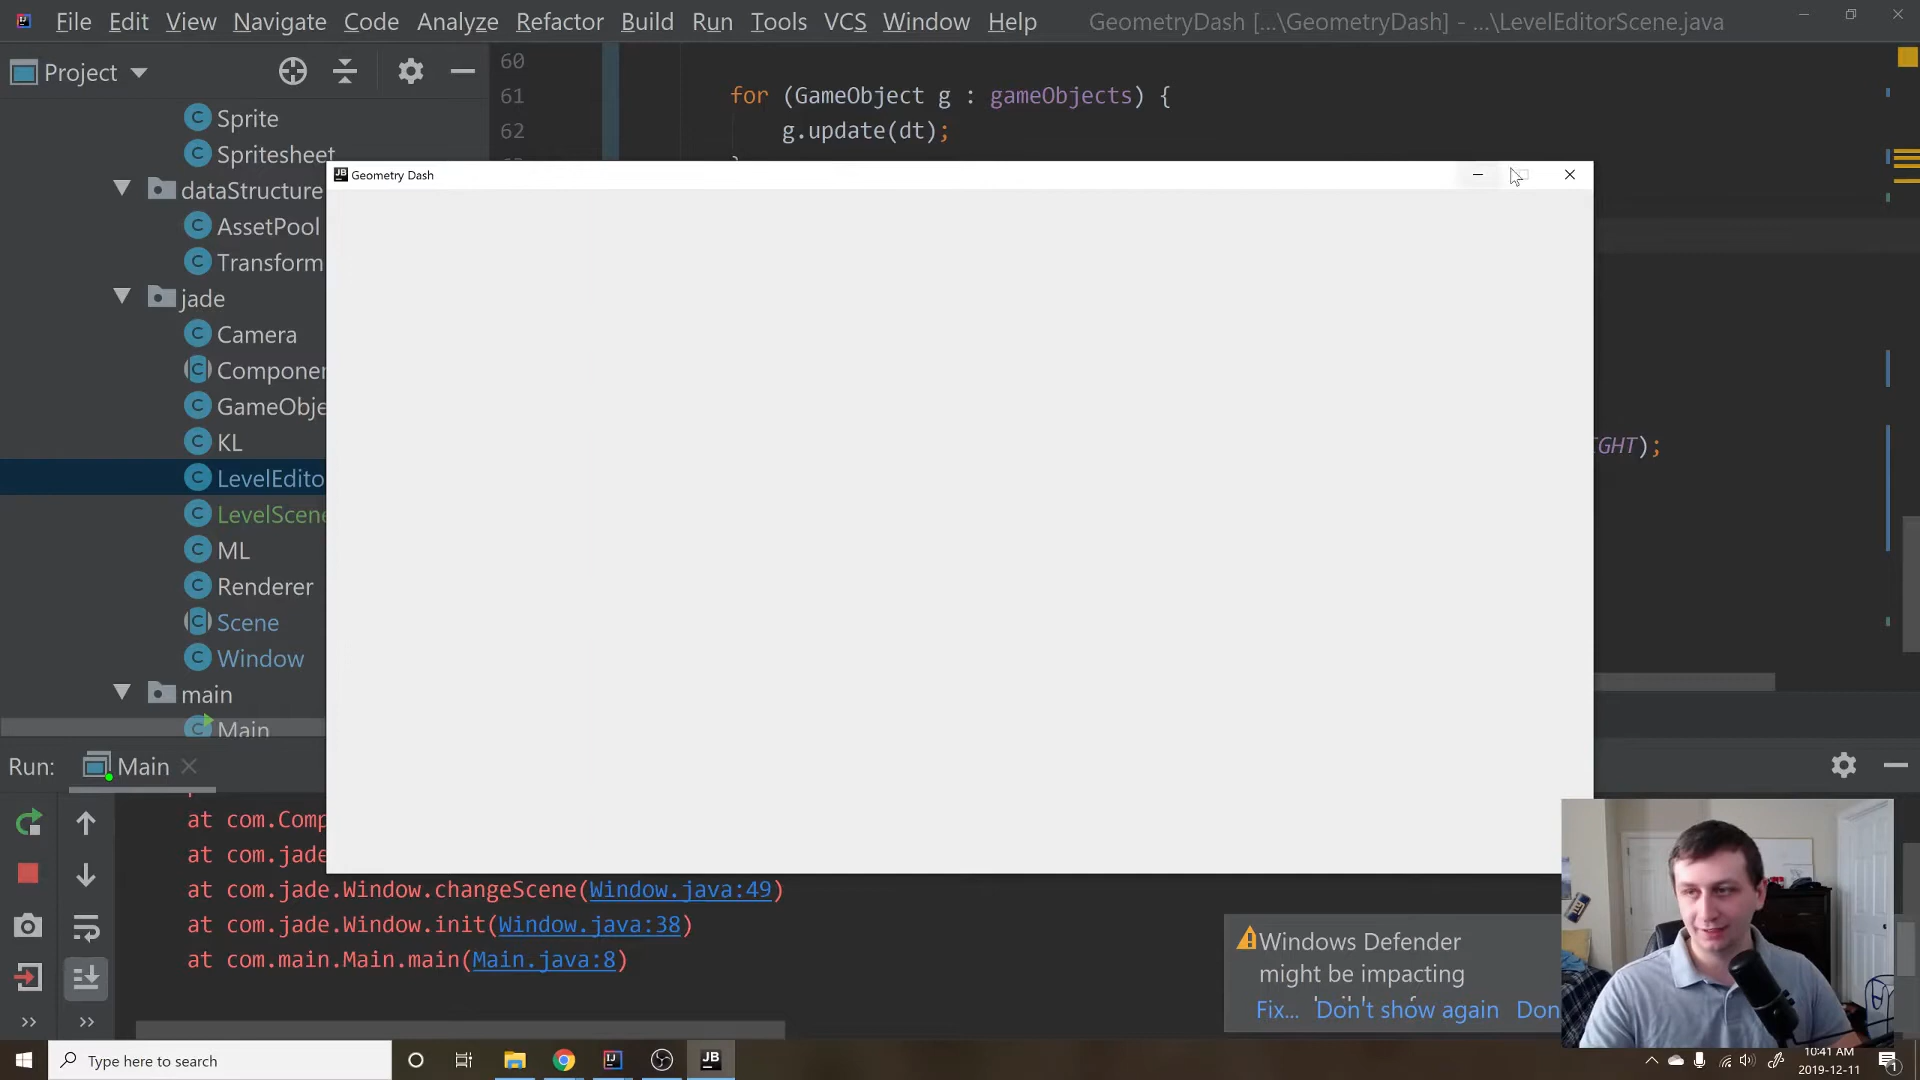 File Edit View Navigate Code Analyze Refactor Build Run Tools VCS Window Help GeometryDash [...\GeometryDash] - ...\LevelEditorScene.java
Project
Sprite
Spritesheet
dataStructure
AssetPool
Transform
jade
Camera
Componen
GameObje
KL
LevelEdito
LevelScene
ML
Renderer
Scene
Window
main
Main
60
61 for (GameObject g : gameObjects) {
62 g.update(dt);
Geometry Dash
IGHT);
Run: Main
at com.Comp
at com.jade
at com.jade.Window.changeScene(Window.java:49)
at com.jade.Window.init(Window.java:38)
at com.main.Main.main(Main.java:8)
Windows Defender
might be impacting
Fix... Don't show again Don
Type here to search
JB
10:41 AM
2019-12-11
1